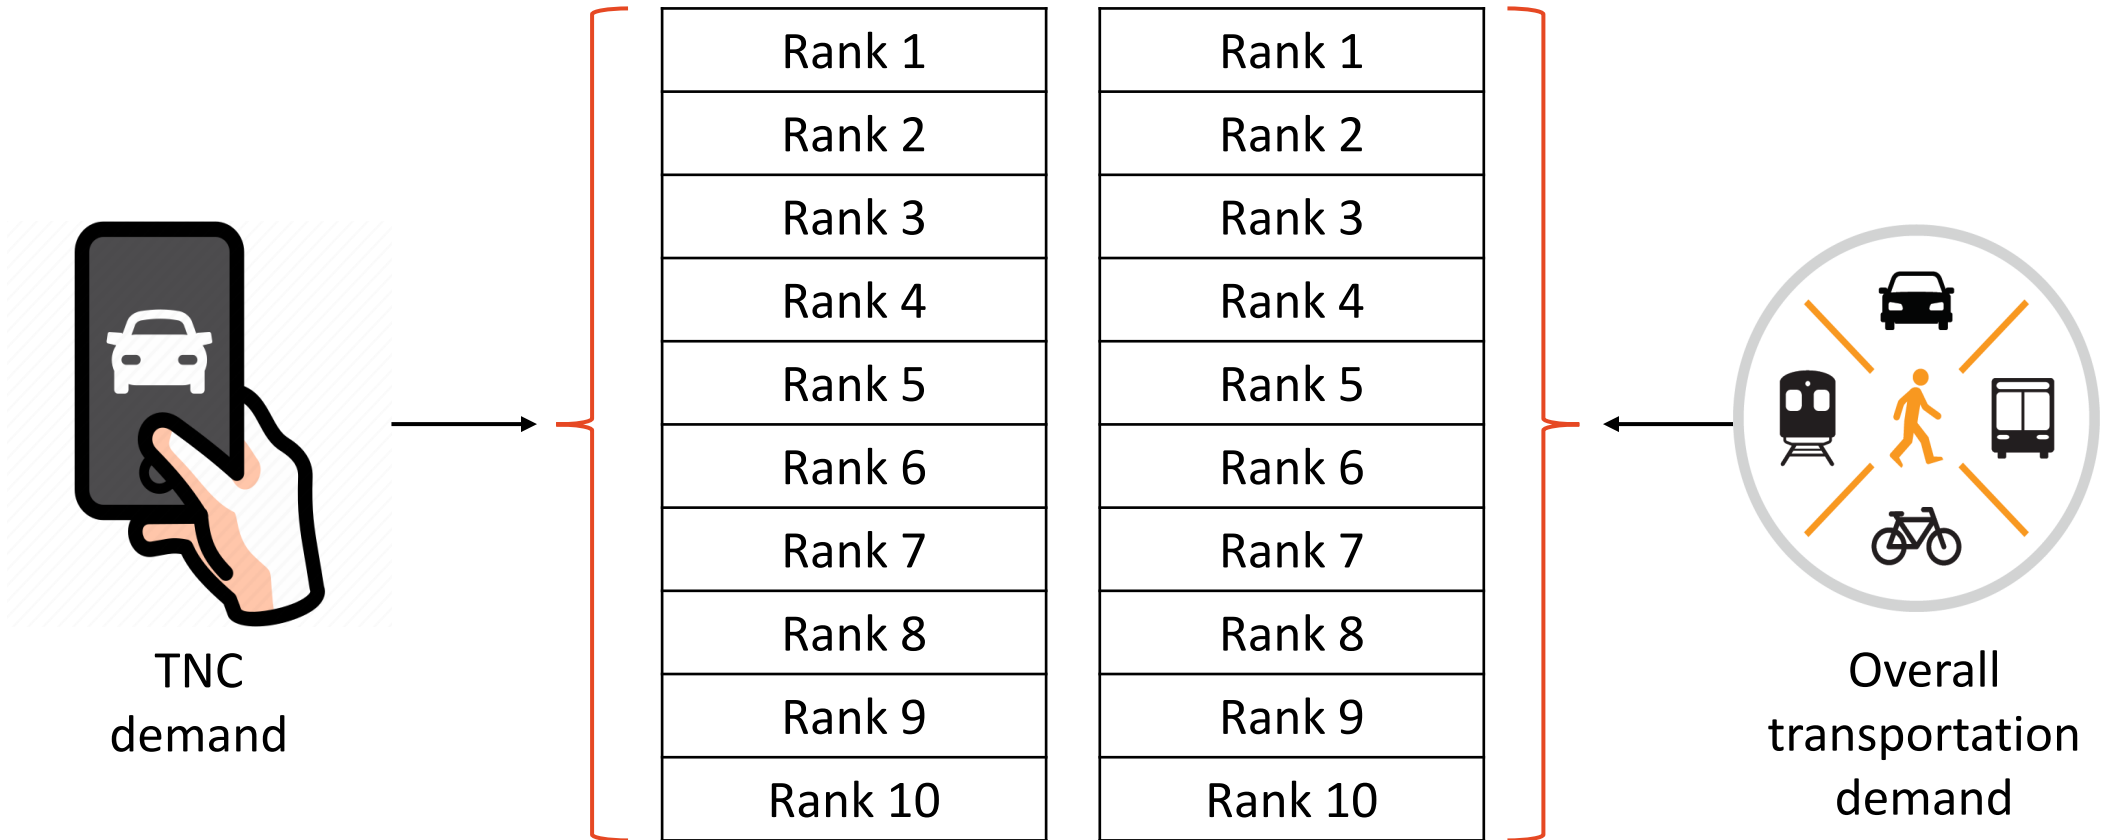 Rank 1
Rank 2
Rank 3
Rank 4
Rank 5
Rank 6
Rank 7
Rank 8
Rank 9
Rank 10
Rank 1
Rank 2
Rank 3
Rank 4
Rank 5
Rank 6
Rank 7
Rank 8
Rank 9
Rank 10
TNC
demand
Overall
transportation
demand